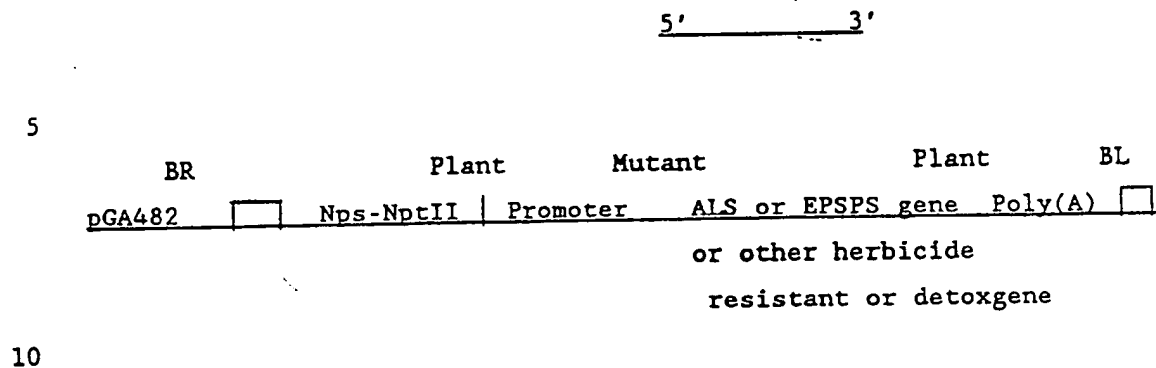 5' 3'
5
BR Plant Mutant Plant BL
pGA482 Nps-NptII Promoter ALS or EPSPS gene Poly(A)
or other herbicide
resistant or detoxgene
10